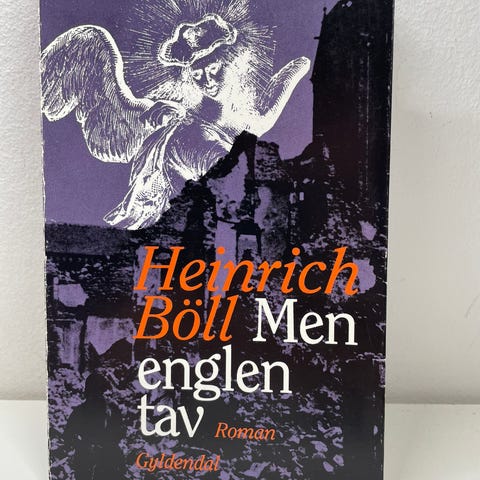 Heinrich
Böll Men
englen
tav Roman
Gyldendal